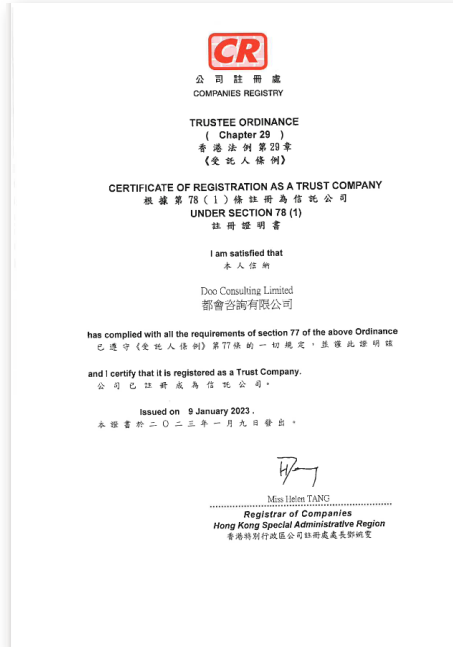 CR
公司註冊處
COMPANIES REGISTRY
TRUSTEE ORDINANCE
( Chapter 29 )
香港法例第29章
《受託人條例》
CERTIFICATE OF REGISTRATION AS A TRUST COMPANY
根據第78(1)條註冊為信託公司
UNDER SECTION 78 (1)
註冊證明書
I am satisfied that
本人信納
Doo Consulting Limited
都會咨詢有限公司
has complied with all the requirements of section 77 of the above Ordinance
已遵守《受託人條例》第77條的一切規定，並謹此證明該
and I certify that it is registered as a Trust Company.
公司已註冊成為信託公司。
Issued on 9 January 2023 .
本證書於二〇二三年一月九日發出。
Miss Helen TANG
Registrar of Companies
Hong Kong Special Administrative Region
香港特別行政區公司註冊處處長鄧婉雯